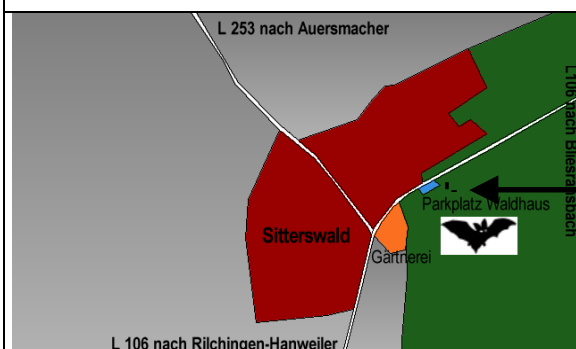 L 253 nach Auersmacher
L106 nach Bliesransbach
Parkplatz Waldhaus
Sitterswald
Gärtnerei
L 106 nach Rilchingen-Hanweiler